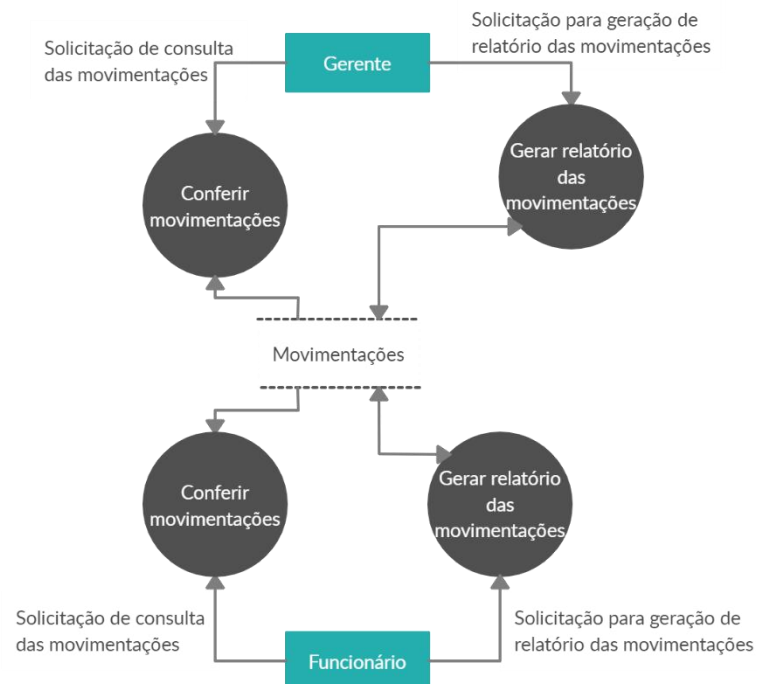 Solicitação de consulta
das movimentações
Gerente
Solicitação para geração de
relatório das movimentações
Conferir
movimentações
Gerar relatório
das
movimentações
Movimentações
Conferir
movimentações
Gerar relatório
das
movimentações
Solicitação de consulta
das movimentações
Funcionário
Solicitação para geração de
relatório das movimentações